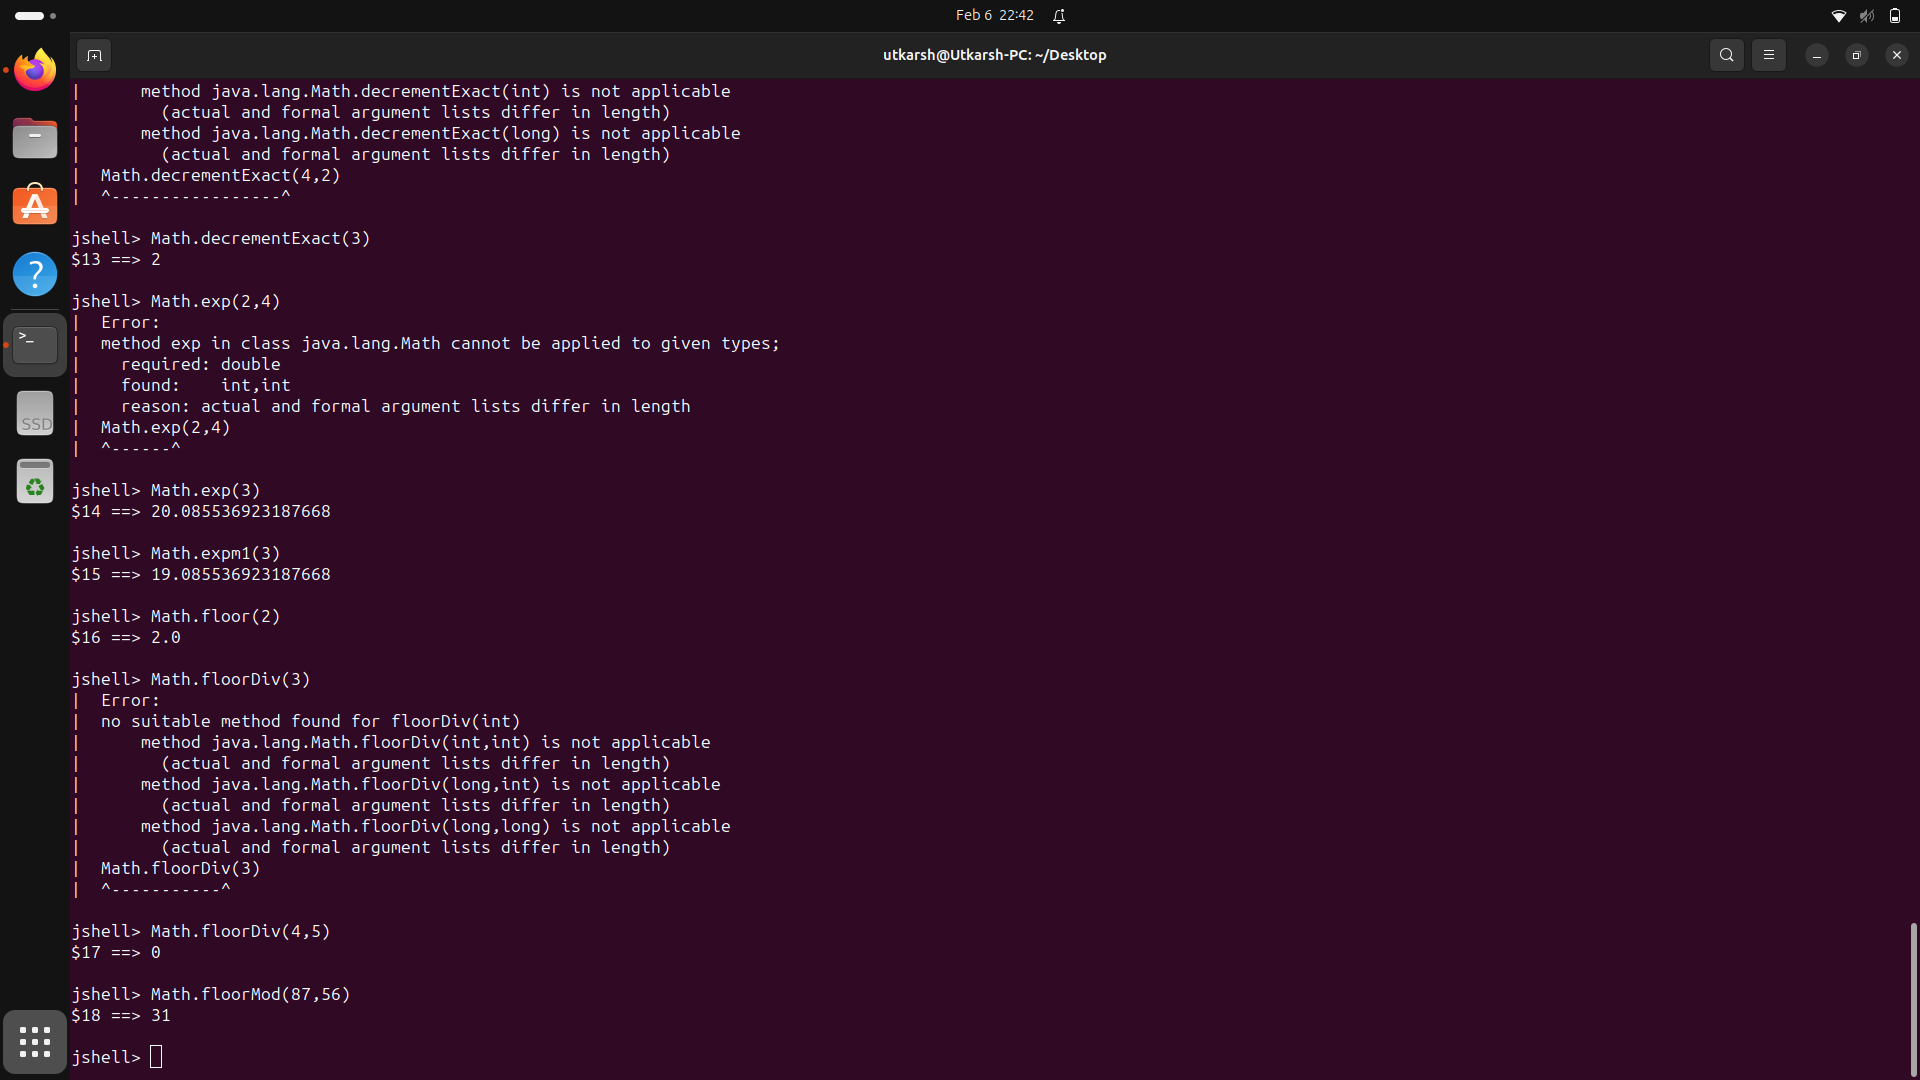 Feb 6 22:42
utkarsh@Utkarsh-PC: ~/Desktop
|      method java.lang.Math.decrementExact(int) is not applicable
|        (actual and formal argument lists differ in length)
|      method java.lang.Math.decrementExact(long) is not applicable
|        (actual and formal argument lists differ in length)
|  Math.decrementExact(4,2)
|  ^-----------------^
jshell> Math.decrementExact(3)
$13 ==> 2
jshell> Math.exp(2,4)
|  Error:
|  method exp in class java.lang.Math cannot be applied to given types;
|    required: double
|    found:    int,int
|    reason: actual and formal argument lists differ in length
|  Math.exp(2,4)
|  ^------^
jshell> Math.exp(3)
$14 ==> 20.085536923187668
jshell> Math.expm1(3)
$15 ==> 19.085536923187668
jshell> Math.floor(2)
$16 ==> 2.0
jshell> Math.floorDiv(3)
|  Error:
|  no suitable method found for floorDiv(int)
|      method java.lang.Math.floorDiv(int,int) is not applicable
|        (actual and formal argument lists differ in length)
|      method java.lang.Math.floorDiv(long,int) is not applicable
|        (actual and formal argument lists differ in length)
|      method java.lang.Math.floorDiv(long,long) is not applicable
|        (actual and formal argument lists differ in length)
|  Math.floorDiv(3)
|  ^-----------^
jshell> Math.floorDiv(4,5)
$17 ==> 0
jshell> Math.floorMod(87,56)
$18 ==> 31
jshell>
SSD